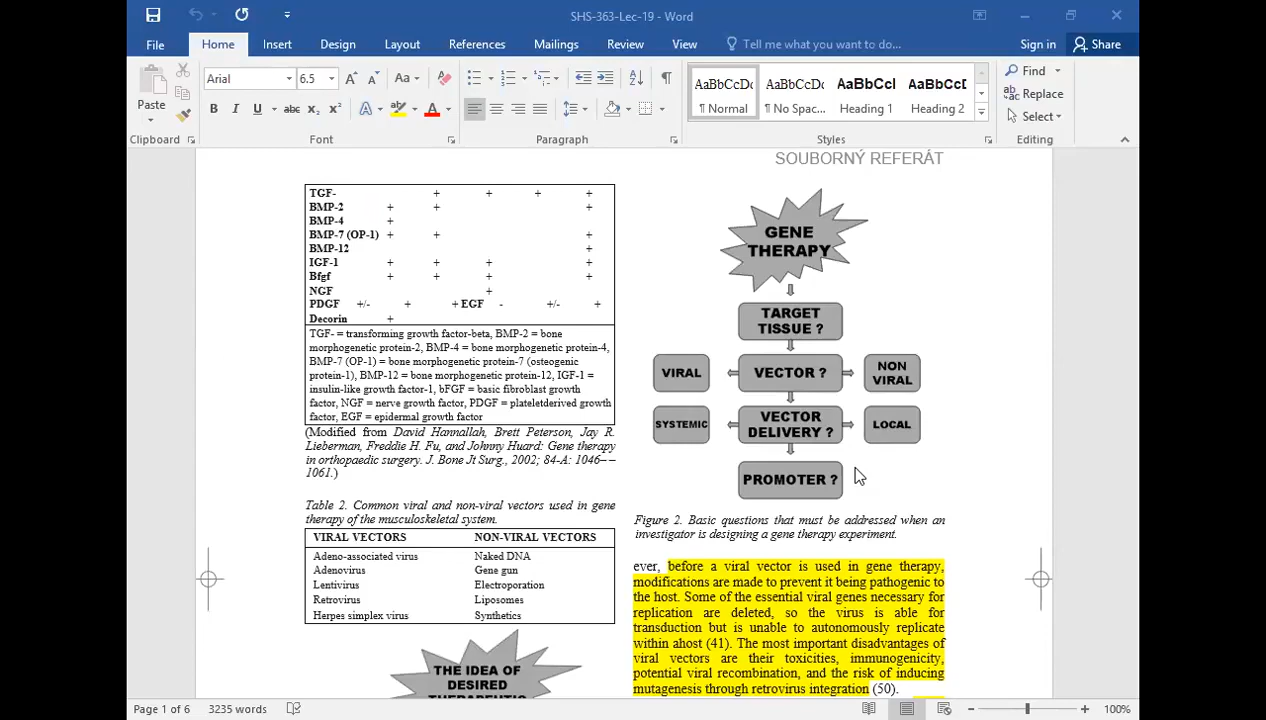 SHS-363-Lec-19 - Word
File Home Insert Design Layout References Mailings Review View Tell me what you want to do... Sign in Share
Paste
Arial 6.5
Clipboard Font Paragraph Styles Editing
AaBbCcDc AaBbCcDc AaBbCcI AaBbCcDc
¶ Normal ¶ No Spac... Heading 1 Heading 2
Find
Replace
Select
SOUBORNÝ REFERÁT
TGF- + + + +
BMP-2 + + +
BMP-4 +
BMP-7 (OP-1) + + +
BMP-12 +
IGF-1 + + + +
Bfgf + + + +
NGF +
PDGF +/- + + EGF - +/- +
Decorin +
TGF- = transforming growth factor-beta, BMP-2 = bone
morphogenetic protein-2, BMP-4 = bone morphogenetic protein-4,
BMP-7 (OP-1) = bone morphogenetic protein-7 (osteogenic
protein-1), BMP-12 = bone morphogenetic protein-12, IGF-1 =
insulin-like growth factor-1, bFGF = basic fibroblast growth
factor, NGF = nerve growth factor, PDGF = plateletderived growth
factor, EGF = epidermal growth factor
(Modified from David Hannallah, Brett Peterson, Jay R.
Lieberman, Freddie H. Fu, and Johnny Huard: Gene therapy
in orthopaedic surgery. J. Bone Jt Surg., 2002; 84-A: 1046––
1061.)
Table 2. Common viral and non-viral vectors used in gene
therapy of the musculoskeletal system.
VIRAL VECTORS NON-VIRAL VECTORS
Adeno-associated virus Naked DNA
Adenovirus Gene gun
Lentivirus Electroporation
Retrovirus Liposomes
Herpes simplex virus Synthetics
THE IDEA OF
DESIRED
THERAPEUTIC
GENE
THERAPY
TARGET
TISSUE ?
VIRAL VECTOR ? NON
VIRAL
SYSTEMIC VECTOR
DELIVERY ? LOCAL
PROMOTER ?
Figure 2. Basic questions that must be addressed when an
investigator is designing a gene therapy experiment.
ever, before a viral vector is used in gene therapy,
modifications are made to prevent it being pathogenic to
the host. Some of the essential viral genes necessary for
replication are deleted, so the virus is able for
transduction but is unable to autonomously replicate
within ahost (41). The most important disadvantages of
viral vectors are their toxicities, immunogenicity,
potential viral recombination, and the risk of inducing
mutagenesis through retrovirus integration (50).
Page 1 of 6 3235 words 100%